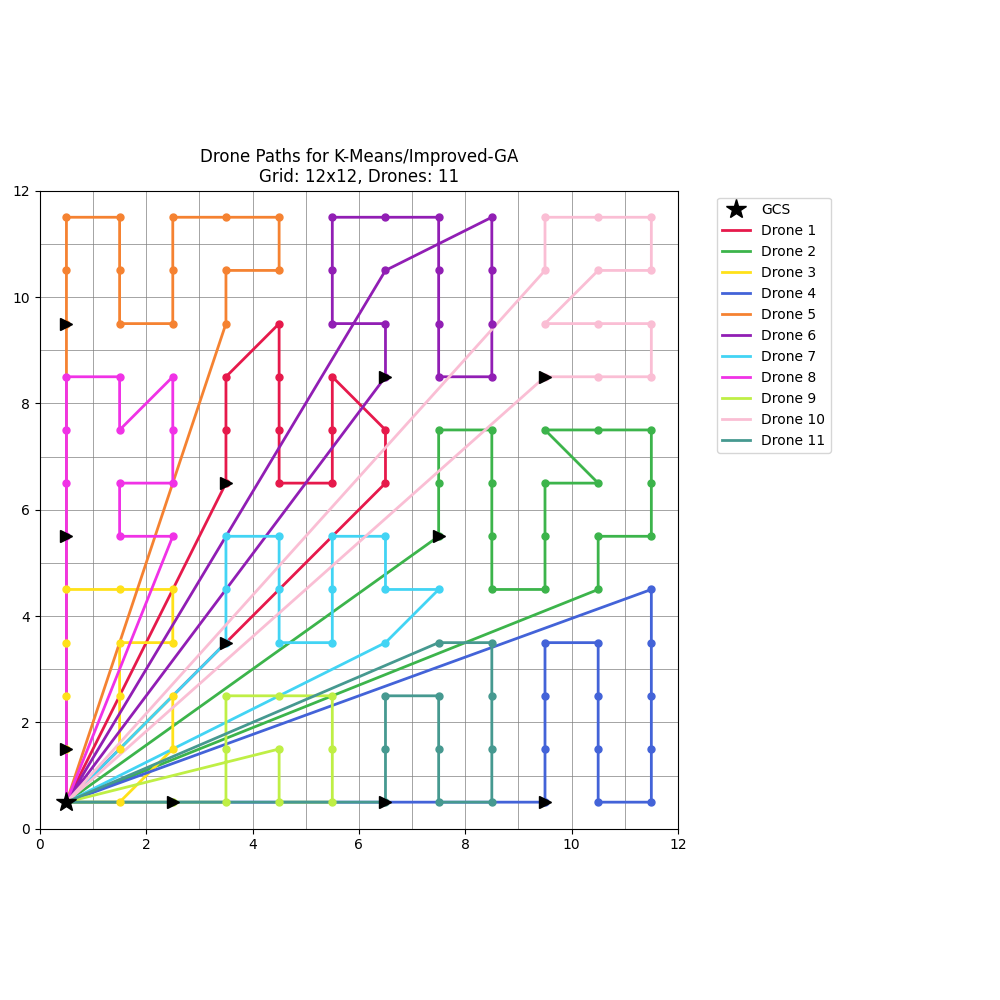 Drone Paths for K-Means/Improved-GA
Grid: 12x12, Drones: 11
12
10
8
6
4
2
0
0 2 4 6 8 10 12
GCS
Drone 1
Drone 2
Drone 3
Drone 4
Drone 5
Drone 6
Drone 7
Drone 8
Drone 9
Drone 10
Drone 11